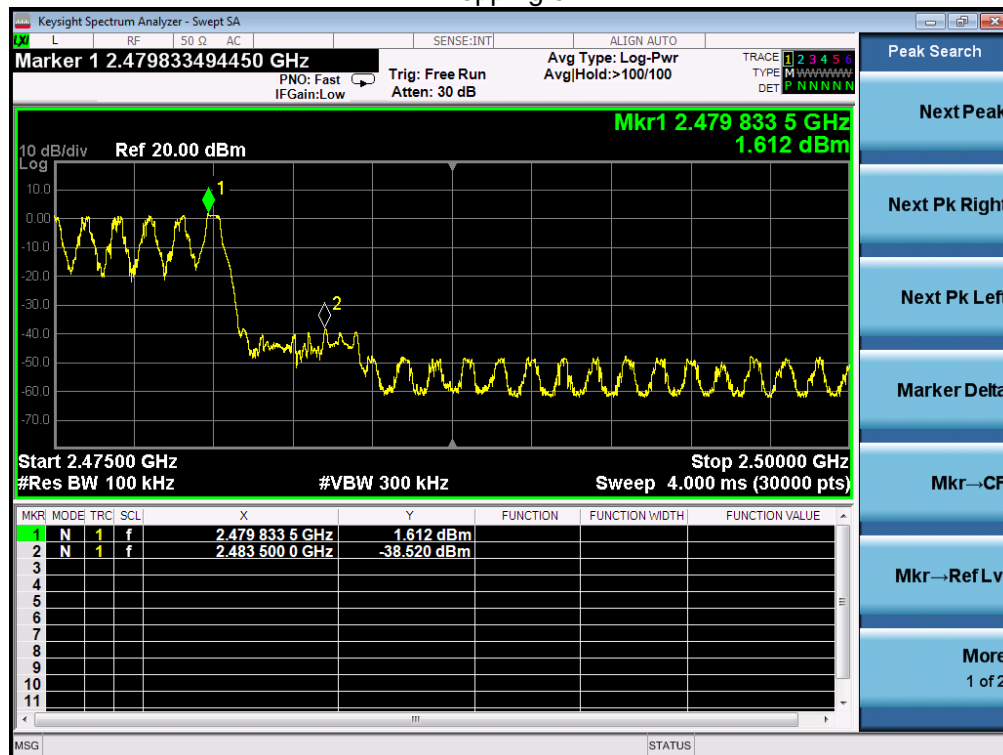 Keysight Spectrum Analyzer - Swept SA
LXI L RF 50 Ω AC SENSE:INT ALIGN AUTO
Marker 1 2.479833494450 GHz
PNO: Fast
IFGain:Low
Trig: Free Run
Atten: 30 dB
Avg Type: Log-Pwr
Avg|Hold:>100/100
TRACE 1 2 3 4 5 6
TYPE M WWWWW
DET P N N N N N
Mkr1 2.479 833 5 GHz
1.612 dBm
10 dB/div Ref 20.00 dBm
Log
10.0
0.00
-10.0
-20.0
-30.0
-40.0
-50.0
-60.0
-70.0
1
2
Start 2.47500 GHz Stop 2.50000 GHz
#Res BW 100 kHz #VBW 300 kHz Sweep 4.000 ms (30000 pts)
MKR MODE TRC SCL X Y FUNCTION FUNCTION WIDTH FUNCTION VALUE
1 N 1 f 2.479 833 5 GHz 1.612 dBm
2 N 1 f 2.483 500 0 GHz -38.520 dBm
3
4
5
6
7
8
9
10
11
MSG STATUS
Peak Search
Next Peak
Next Pk Right
Next Pk Left
Marker Delta
Mkr→CF
Mkr→Ref Lv
More
1 of 2